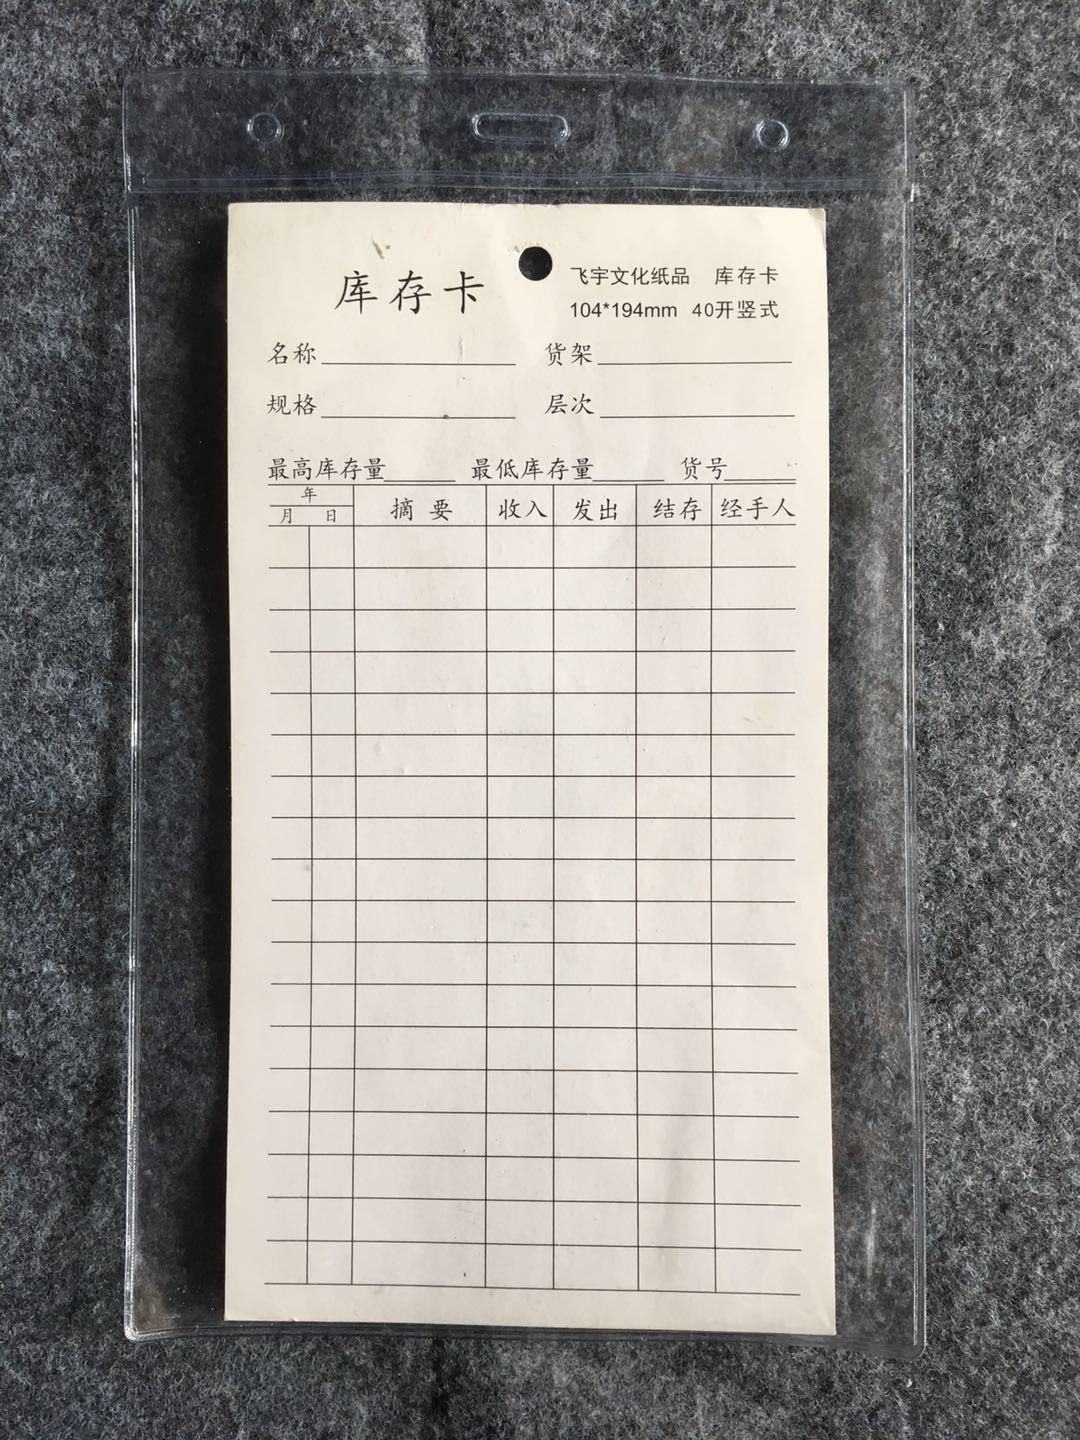 库存卡 飞宇文化纸品 库存卡
104*194mm 40开竖式
名称 货架
规格 层次
最高库存量 最低库存量 货号
年
月 日 摘要 收入 发出 结存 经手人